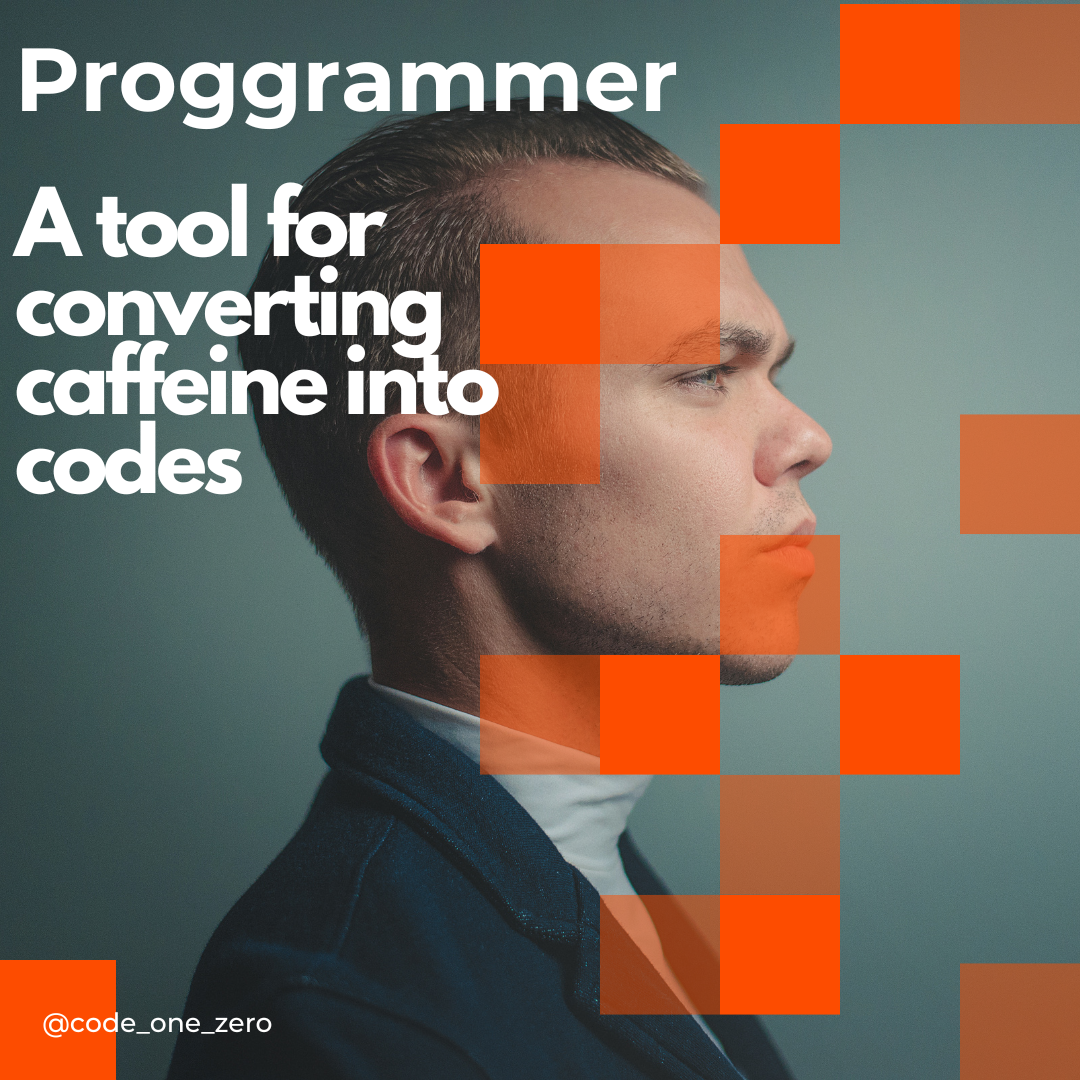 Proggrammer
A tool for
converting
caffeine into
codes
@code_one_zero